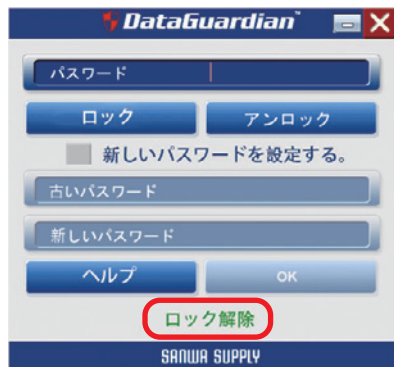 DataGuardian™
パスワード
ロック アンロック
新しいパスワードを設定する。
古いパスワード
新しいパスワード
ヘルプ OK
ロック解除
SANWA SUPPLY